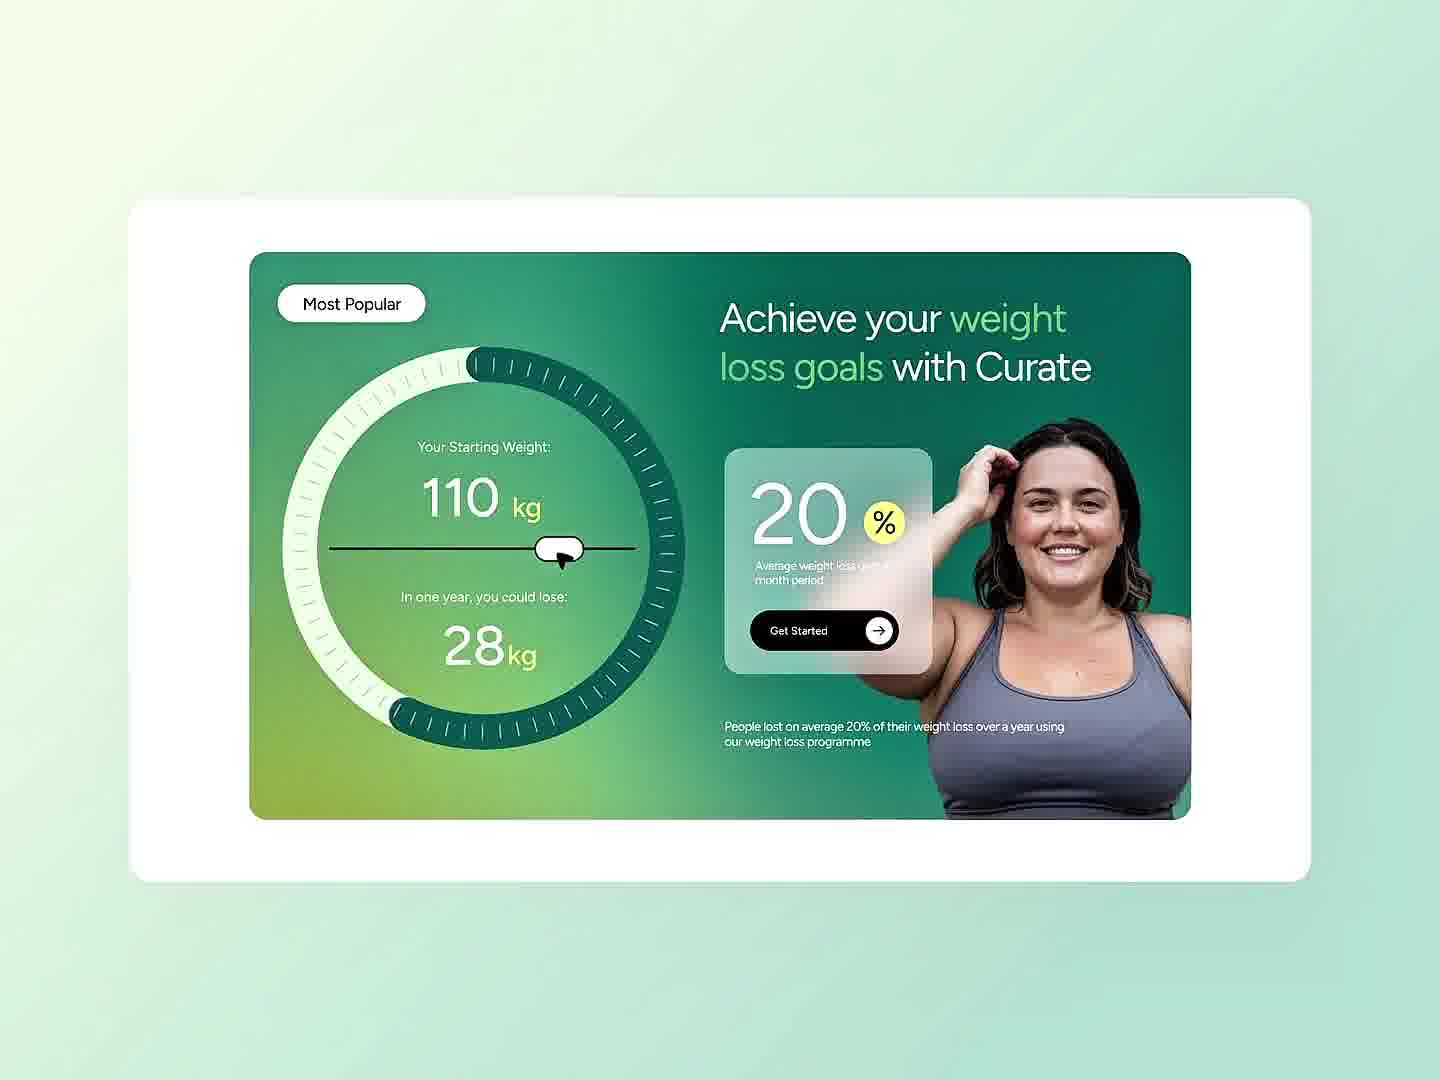 Most Popular
Your Starting Weight:
110 kg
In one year, you could lose:
28kg
Achieve your weight
loss goals with Curate
20 %
Average weight loss
month period
Get Started
People lost on average 20% of their weight loss over a year using
our weight loss programme